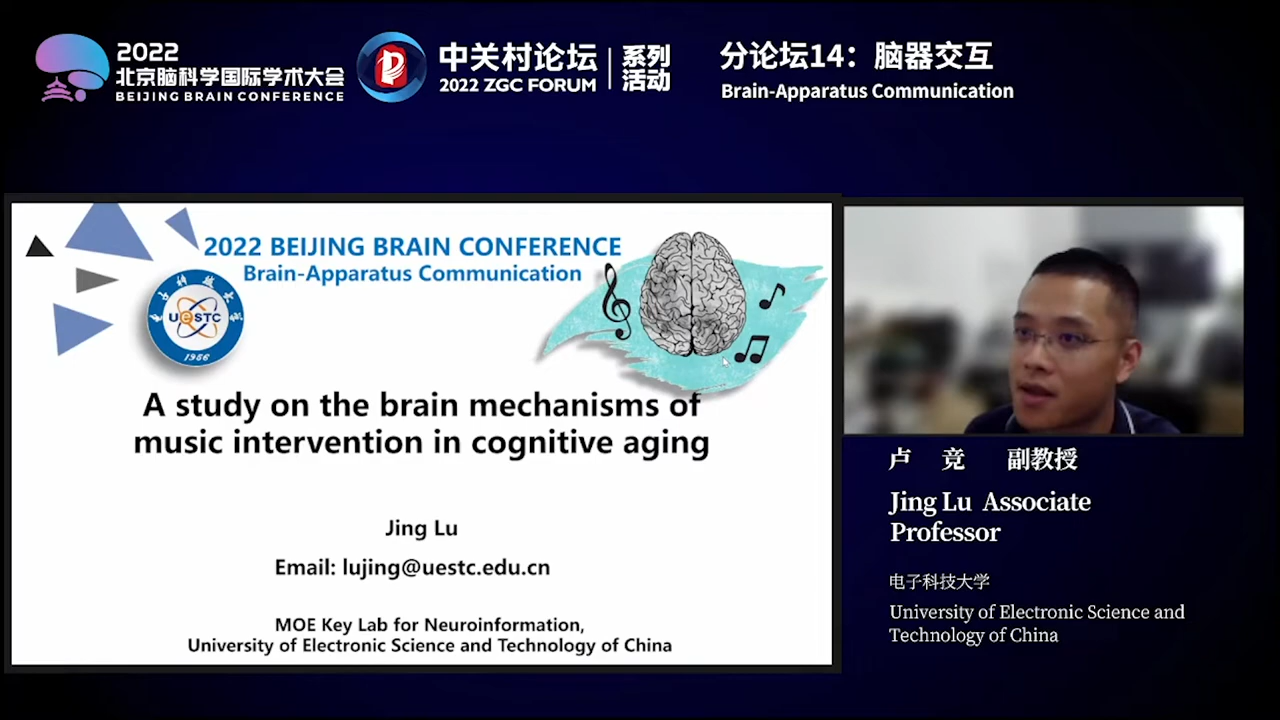 2022
北京脑科学国际学术大会
BEIJING BRAIN CONFERENCE
中关村论坛
2022 ZGC FORUM
系列
活动
分论坛14：脑器交互
Brain-Apparatus Communication
2022 BEIJING BRAIN CONFERENCE
Brain-Apparatus Communication
UeSTC
1956
A study on the brain mechanisms of
music intervention in cognitive aging
Jing Lu
Email: lujing@uestc.edu.cn
MOE Key Lab for Neuroinformation,
University of Electronic Science and Technology of China
卢 竞 副教授
Jing Lu Associate
Professor
电子科技大学
University of Electronic Science and
Technology of China